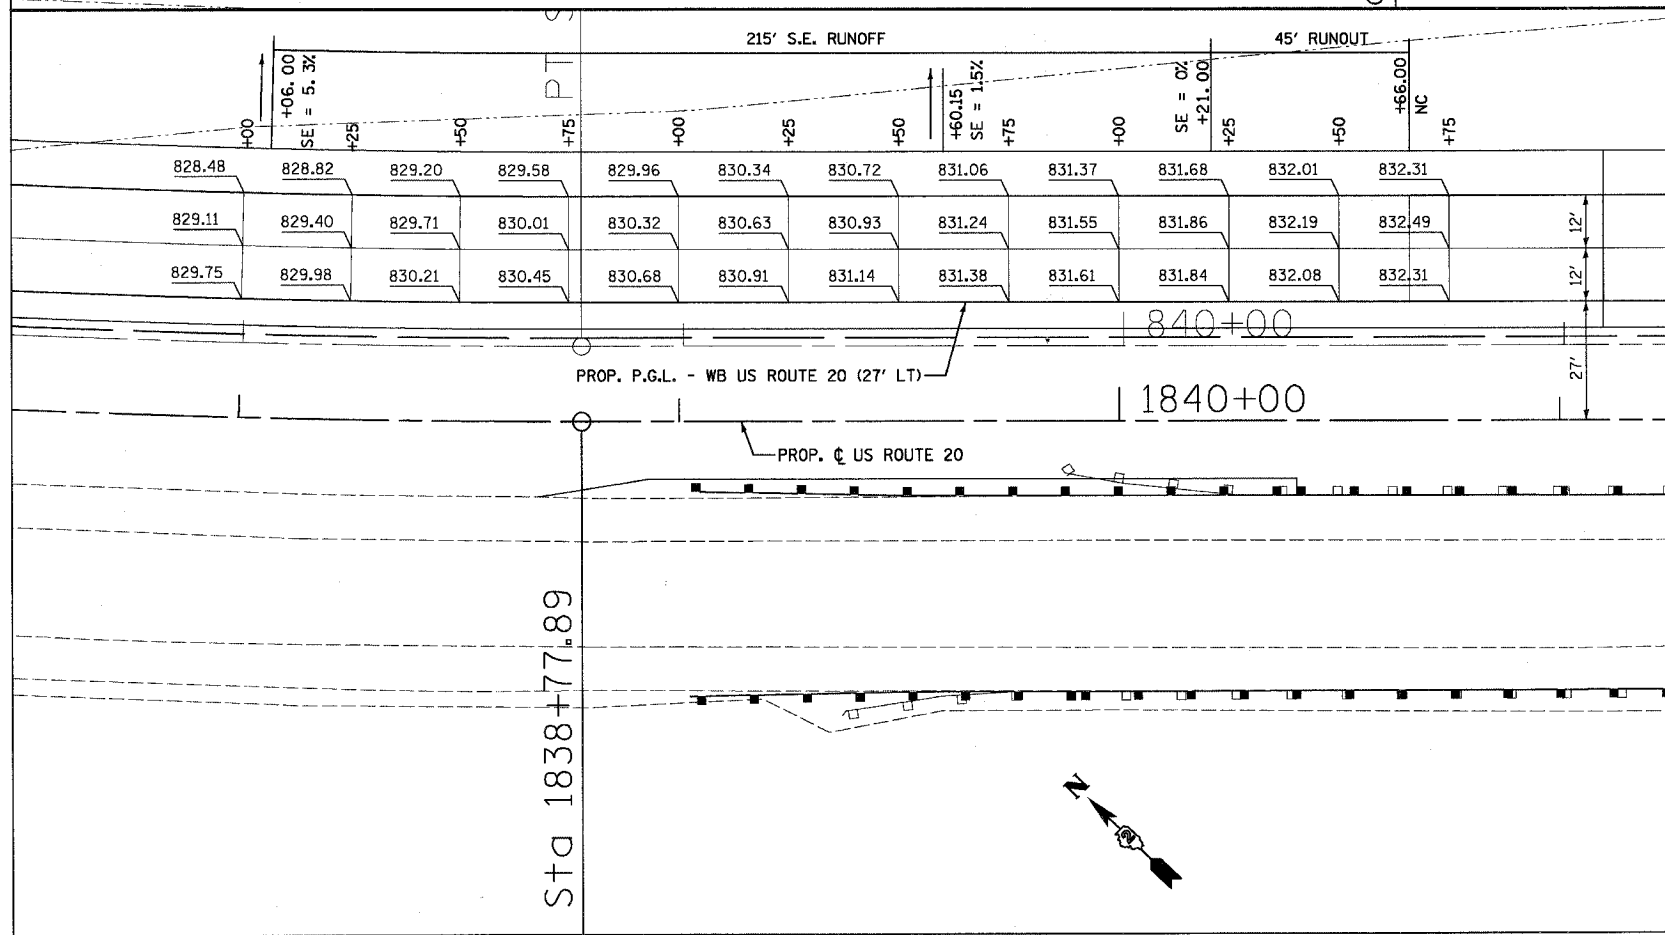 215' S.E. RUNOFF
45' RUNOUT
PT S
+00
+06.00
SE = 5.3%
+25
+50
+75
+00
+25
+50
+60.15
SE = 1.5%
+75
+00
SE = 0%
+21.00
+25
+50
+66.00
NC
+75
828.48 828.82 829.20 829.58 829.96 830.34 830.72 831.06 831.37 831.68 832.01 832.31
829.11 829.40 829.71 830.01 830.32 830.63 830.93 831.24 831.55 831.86 832.19 832.49
12'
829.75 829.98 830.21 830.45 830.68 830.91 831.14 831.38 831.61 831.84 832.08 832.31
12'
840+00
27'
PROP. P.G.L. - WB US ROUTE 20 (27' LT)
1840+00
PROP. ℄ US ROUTE 20
Sta 1838+77.89
N
2